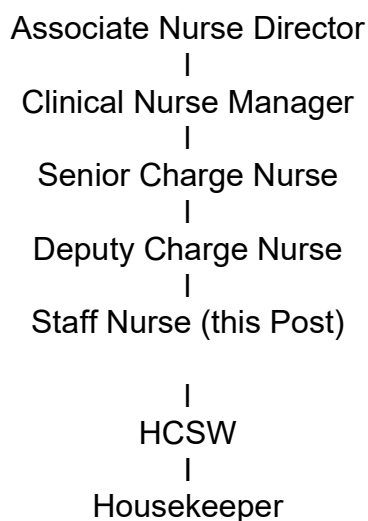 Associate Nurse Director
I
Clinical Nurse Manager
I
Senior Charge Nurse
I
Deputy Charge Nurse
I
Staff Nurse (this Post)
I
HCSW
I
Housekeeper